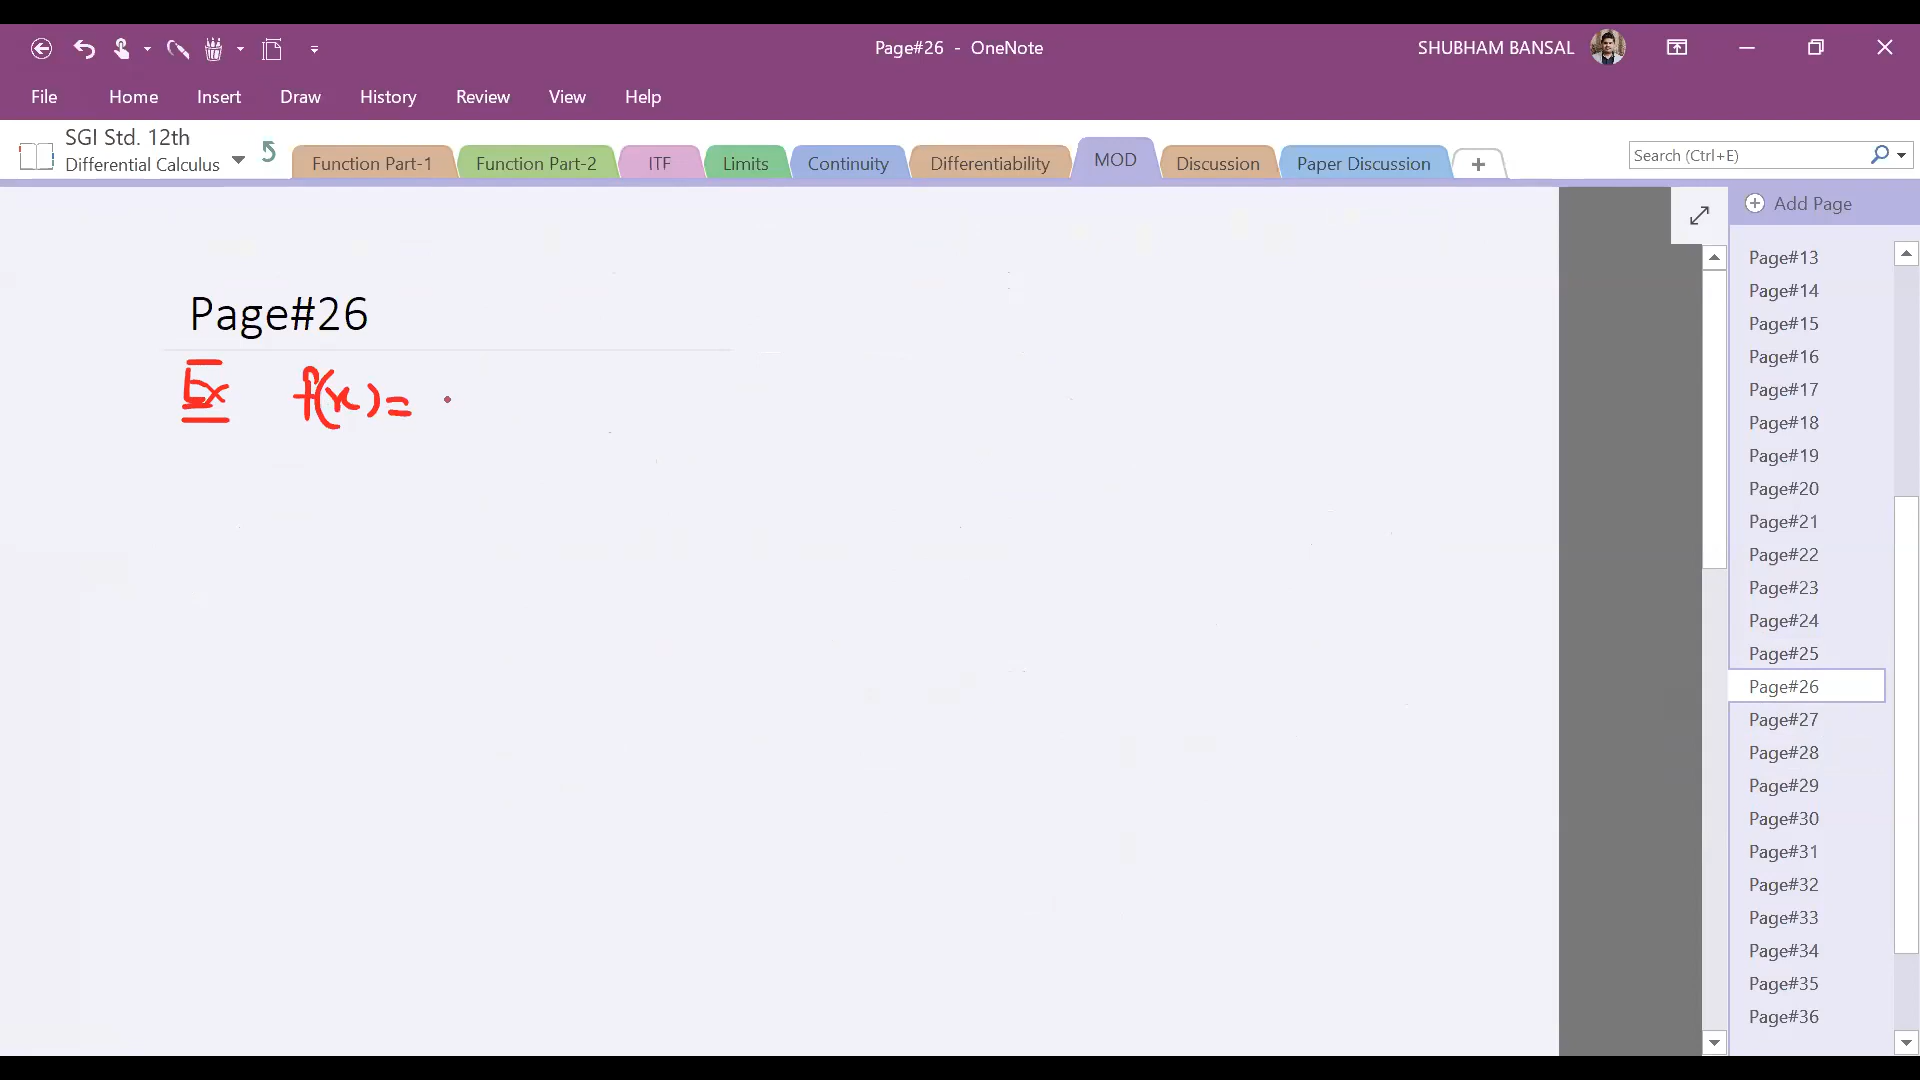 Page#26 - OneNote
SHUBHAM BANSAL
File Home Insert Draw History Review View Help
SGI Std. 12th
Differential Calculus
Function Part-1 Function Part-2 ITF Limits Continuity Differentiability MOD Discussion Paper Discussion +
Search (Ctrl+E)
Add Page
Page#26
Ex f(x)=
Page#13
Page#14
Page#15
Page#16
Page#17
Page#18
Page#19
Page#20
Page#21
Page#22
Page#23
Page#24
Page#25
Page#26
Page#27
Page#28
Page#29
Page#30
Page#31
Page#32
Page#33
Page#34
Page#35
Page#36